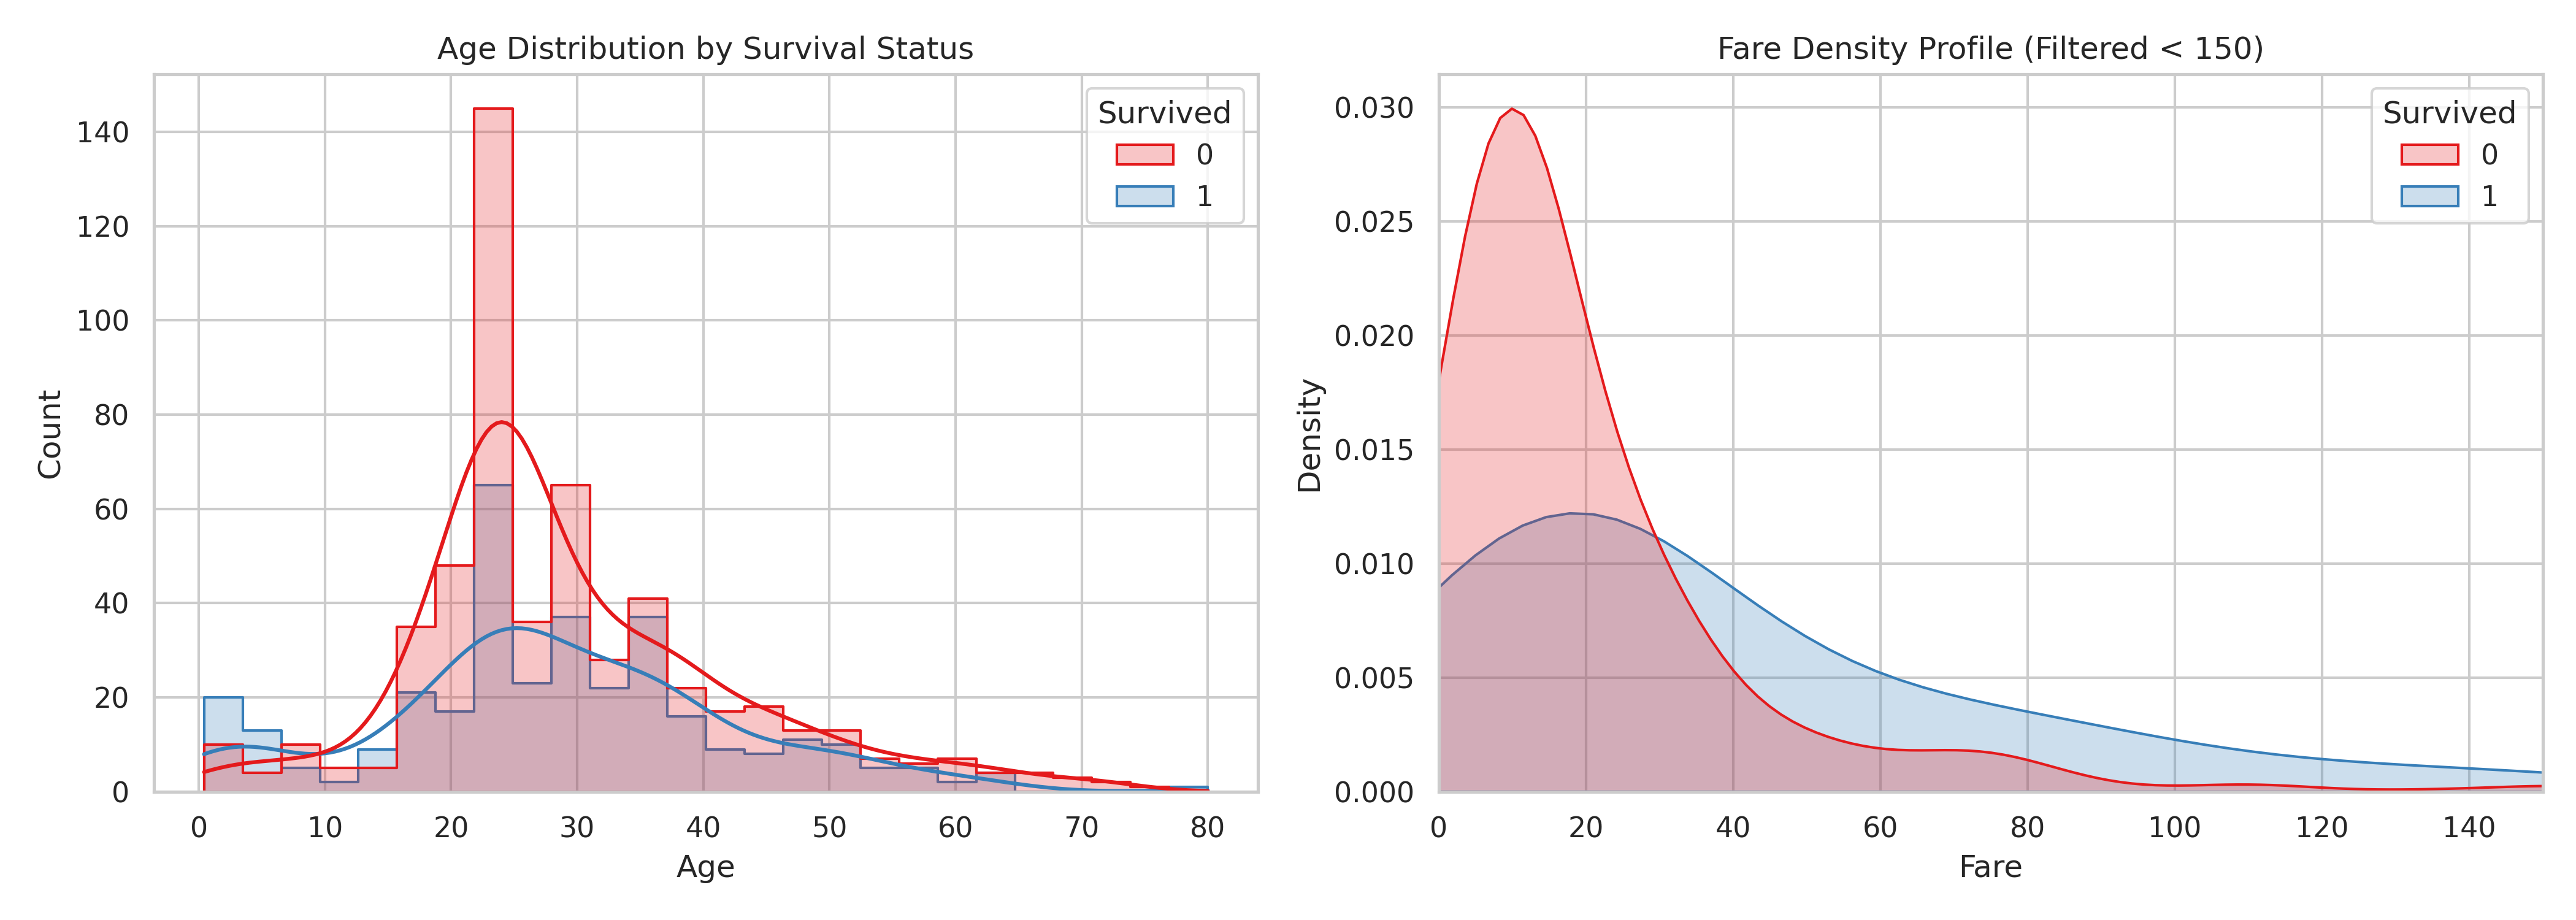 Age Distribution by Survival Status
Survived
0
1
140
120
100
80
60
40
20
0
Count
0 10 20 30 40 50 60 70 80
Age
Fare Density Profile (Filtered < 150)
Survived
0
1
0.030
0.025
0.020
0.015
0.010
0.005
0.000
Density
0 20 40 60 80 100 120 140
Fare